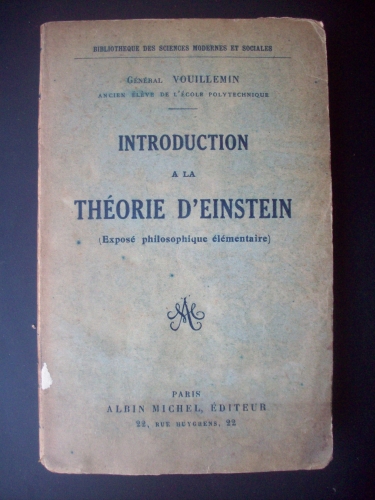 BIBLIOTHÈQUE DES SCIENCES MODERNES ET SOCIALES
GÉNÉRAL VOUILLEMIN
ANCIEN ÉLÈVE DE L'ÉCOLE POLYTECHNIQUE
INTRODUCTION
A LA
THÉORIE D'EINSTEIN
(Exposé philosophique élémentaire)
AM
PARIS
ALBIN MICHEL, ÉDITEUR
22, RUE HUYGHENS, 22